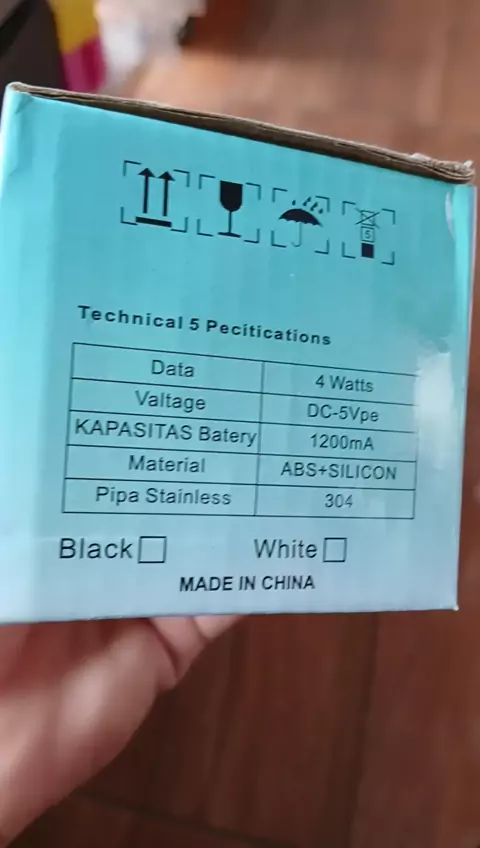 5
Technical 5 Pecitications
Data 4 Watts
Valtage DC-5Vpe
KAPASITAS Batery 1200mA
Material ABS+SILICON
Pipa Stainless 304
Black White
MADE IN CHINA